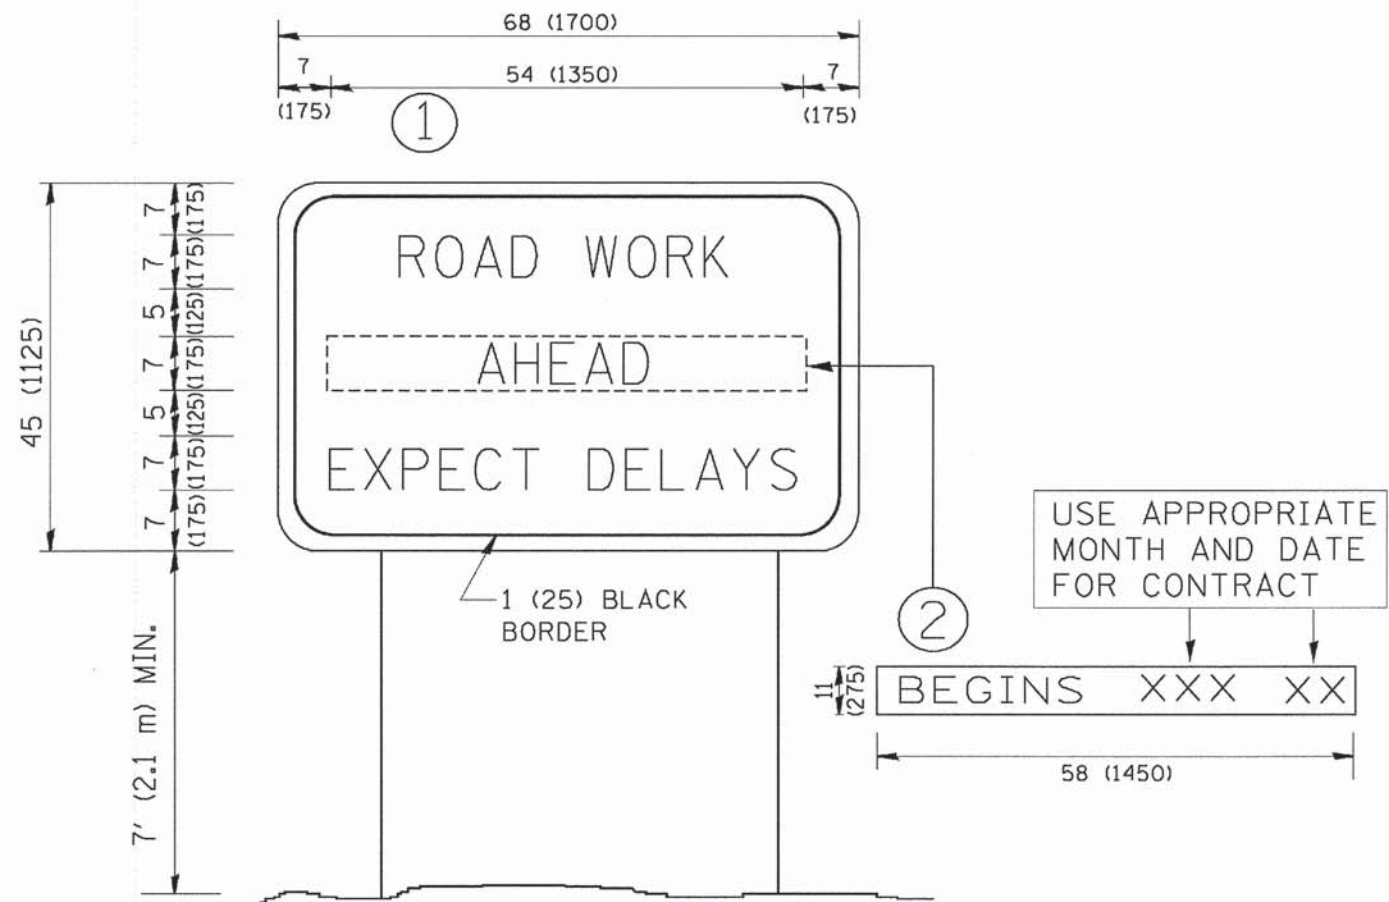 68 (1700)
7
54 (1350)
7
(175)
(175)
1
45 (1125)
7 (175)
7 (175)
5 (125)
7 (175)
5 (125)
7 (175)
7 (175)
ROAD WORK
AHEAD
EXPECT DELAYS
1 (25) BLACK
BORDER
7' (2.1 m) MIN.
2
USE APPROPRIATE
MONTH AND DATE
FOR CONTRACT
11
(275)
BEGINS XXX XX
58 (1450)